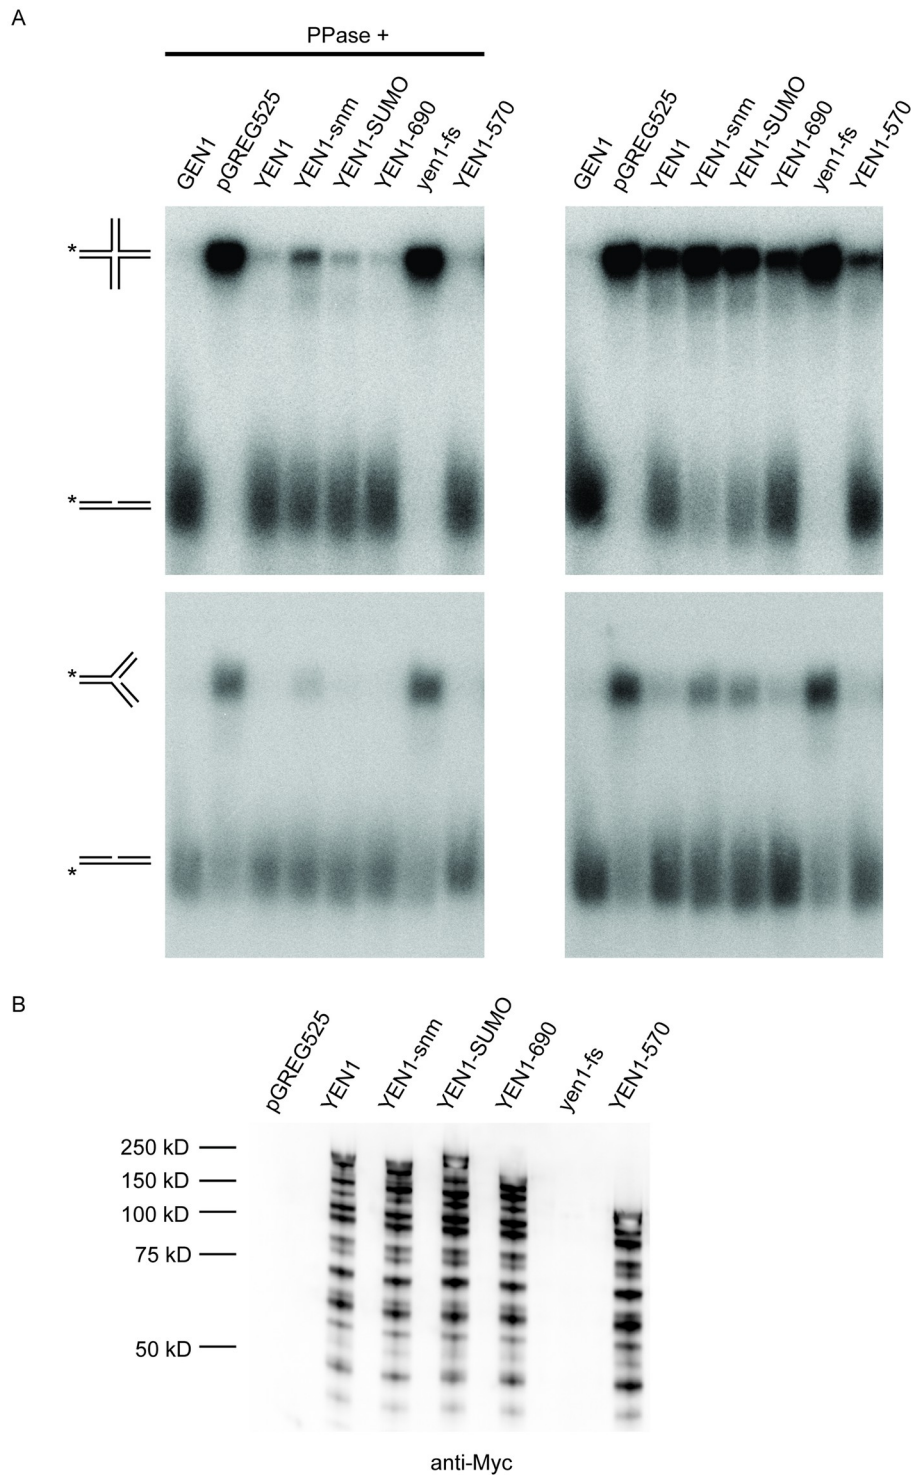 A
PPase +
GEN1 pGREG525 YEN1 YEN1-snm YEN1-SUMO YEN1-690 yen1-fs YEN1-570 GEN1 pGREG525 YEN1 YEN1-snm YEN1-SUMO YEN1-690 yen1-fs YEN1-570
*
*
*
*
B
pGREG525 YEN1 YEN1-snm YEN1-SUMO YEN1-690 yen1-fs YEN1-570
250 kD
150 kD
100 kD
75 kD
50 kD
anti-Myc